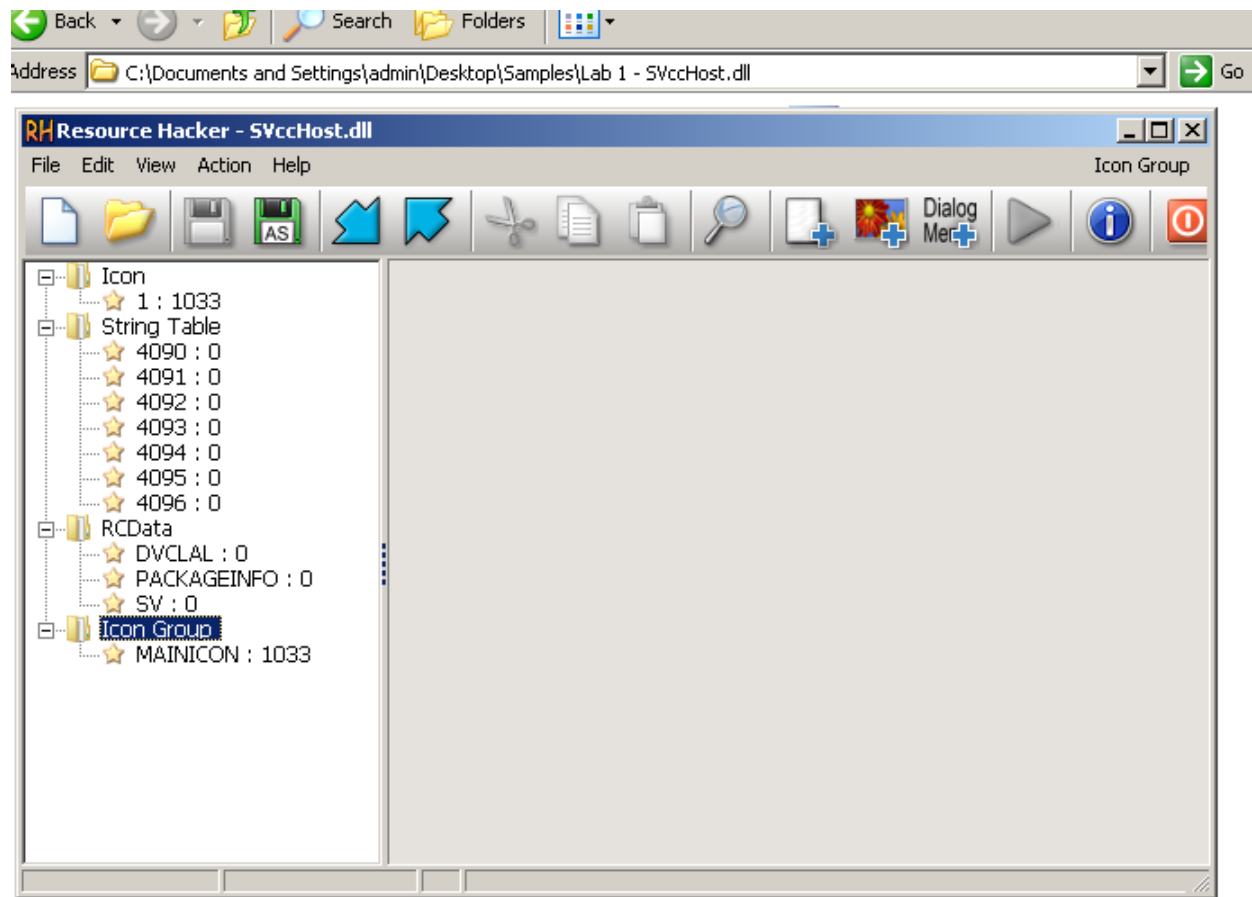 Back Search Folders
Address C:\Documents and Settings\admin\Desktop\Samples\Lab 1 - SVccHost.dll Go
RH Resource Hacker - SVccHost.dll
File Edit View Action Help Icon Group
AS Dialog
Icon
1 : 1033
String Table
4090 : 0
4091 : 0
4092 : 0
4093 : 0
4094 : 0
4095 : 0
4096 : 0
RCData
DVCLAL : 0
PACKAGEINFO : 0
SV : 0
Icon Group
MAINICON : 1033